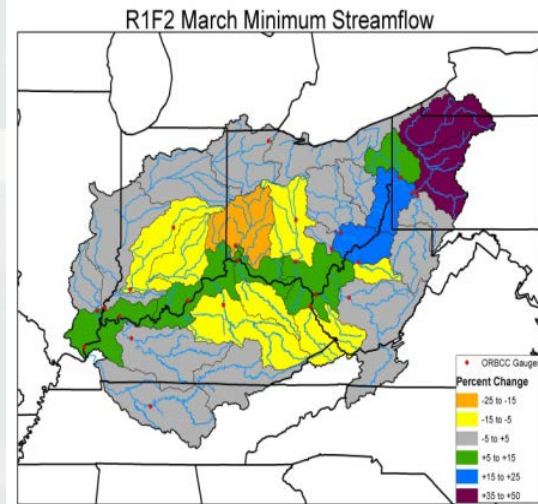 R1F2 March Minimum Streamflow
ORBCC Gauges
Percent Change
-25 to -15
-15 to -5
-5 to +5
+5 to +15
+15 to +25
+35 to +50